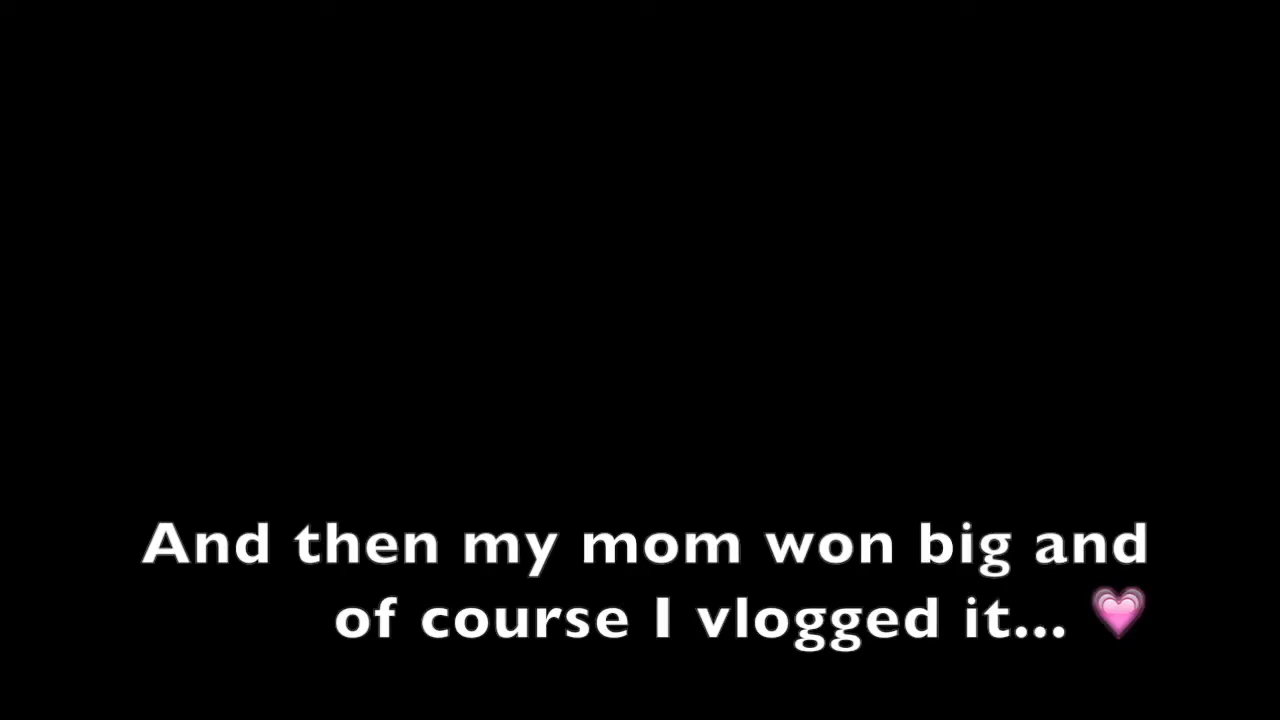 And then my mom won big and
of course I vlogged it... 💗